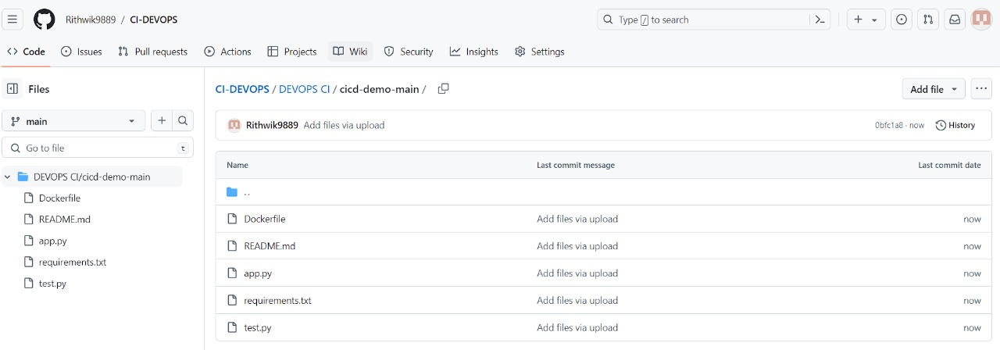 Rithwik9889 / CI-DEVOPS
Type / to search
Code Issues Pull requests Actions Projects Wiki Security Insights Settings
Files
CI-DEVOPS / DEVOPS CI / cicd-demo-main /
Add file
main
Rithwik9889 Add files via upload
0bfc1a8 · now History
Go to file t
Name Last commit message Last commit date
DEVOPS CI/cicd-demo-main
..
Dockerfile
README.md
app.py
requirements.txt
test.py
Dockerfile Add files via upload now
README.md Add files via upload now
app.py Add files via upload now
requirements.txt Add files via upload now
test.py Add files via upload now